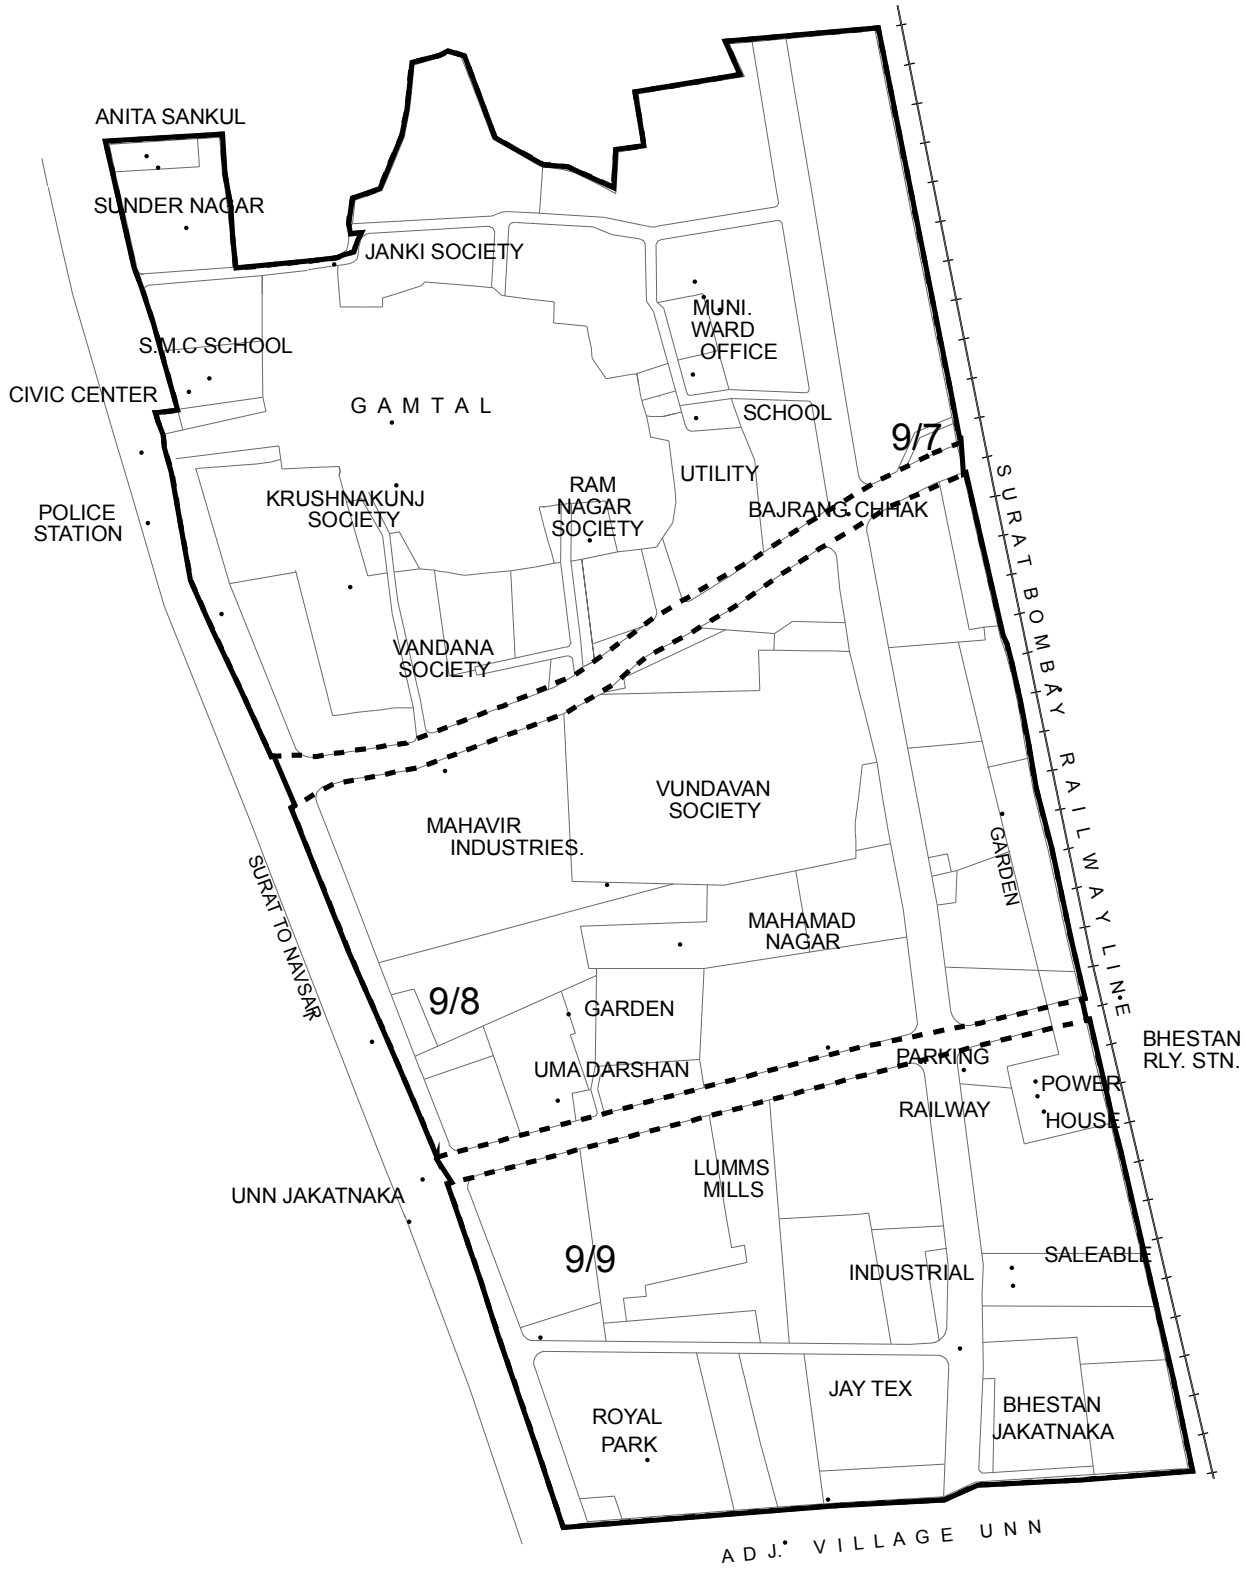 ANITA SANKUL
SUNDER NAGAR
JANKI SOCIETY
MUNI.
WARD
OFFICE
S.M.C SCHOOL
CIVIC CENTER
GAMTAL
SCHOOL
9/7
UTILITY
KRUSHNAKUNJ
SOCIETY
RAM
NAGAR
SOCIETY
BAJRANG CHHAK
POLICE
STATION
SURAT BOMBAY RAILWAY LINE
VANDANA
SOCIETY
VUNDAVAN
SOCIETY
MAHAVIR
INDUSTRIES.
GARDEN
SURAT TO NAVSARI
MAHAMAD
NAGAR
9/8
GARDEN
UMA DARSHAN
PARKING
BHESTAN
RLY. STN.
RAILWAY
POWER
HOUSE
LUMMS
MILLS
UNN JAKATNAKA
9/9
INDUSTRIAL
SALEABLE
JAY TEX
ROYAL
PARK
BHESTAN
JAKATNAKA
ADJ. VILLAGE UNN